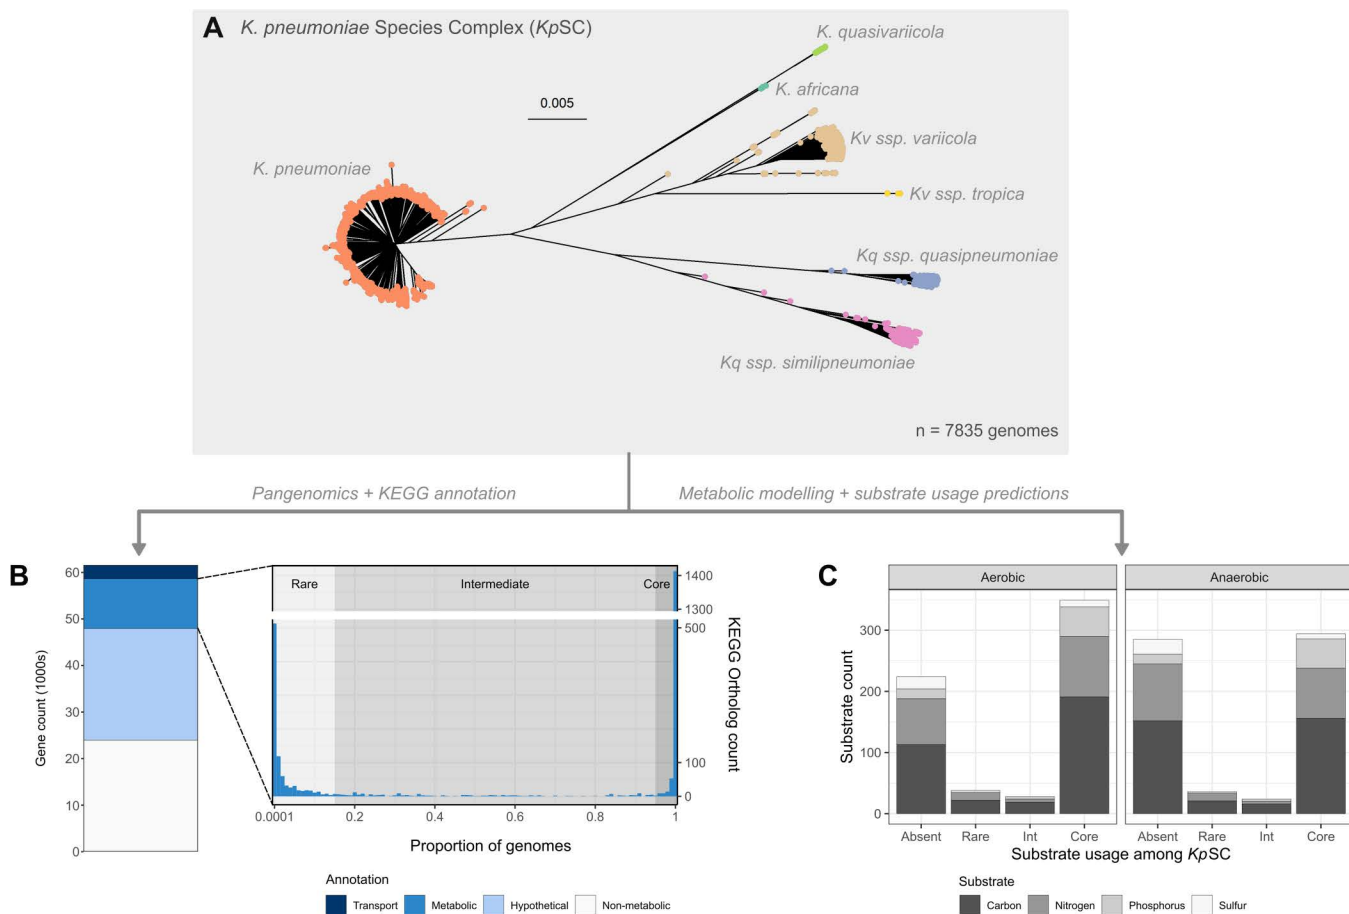 A K. pneumoniae Species Complex (KpSC)
K. quasivariicola
K. africana
0.005
Kv ssp. variicola
K. pneumoniae
Kv ssp. tropica
Kq ssp. quasipneumoniae
Kq ssp. similipneumoniae
n = 7835 genomes
Pangenomics + KEGG annotation
Metabolic modelling + substrate usage predictions
B
Gene count (1000s)
60
50
40
30
20
10
0
Rare
Intermediate
Core
1400
1300
500
100
0
KEGG Ortholog count
0.0001
0.2
0.4
0.6
0.8
1
Proportion of genomes
Annotation
Transport
Metabolic
Hypothetical
Non-metabolic
C
Aerobic
Anaerobic
Substrate count
300
200
100
0
Absent
Rare
Int
Core
Absent
Rare
Int
Core
Substrate usage among KpSC
Substrate
Carbon
Nitrogen
Phosphorus
Sulfur